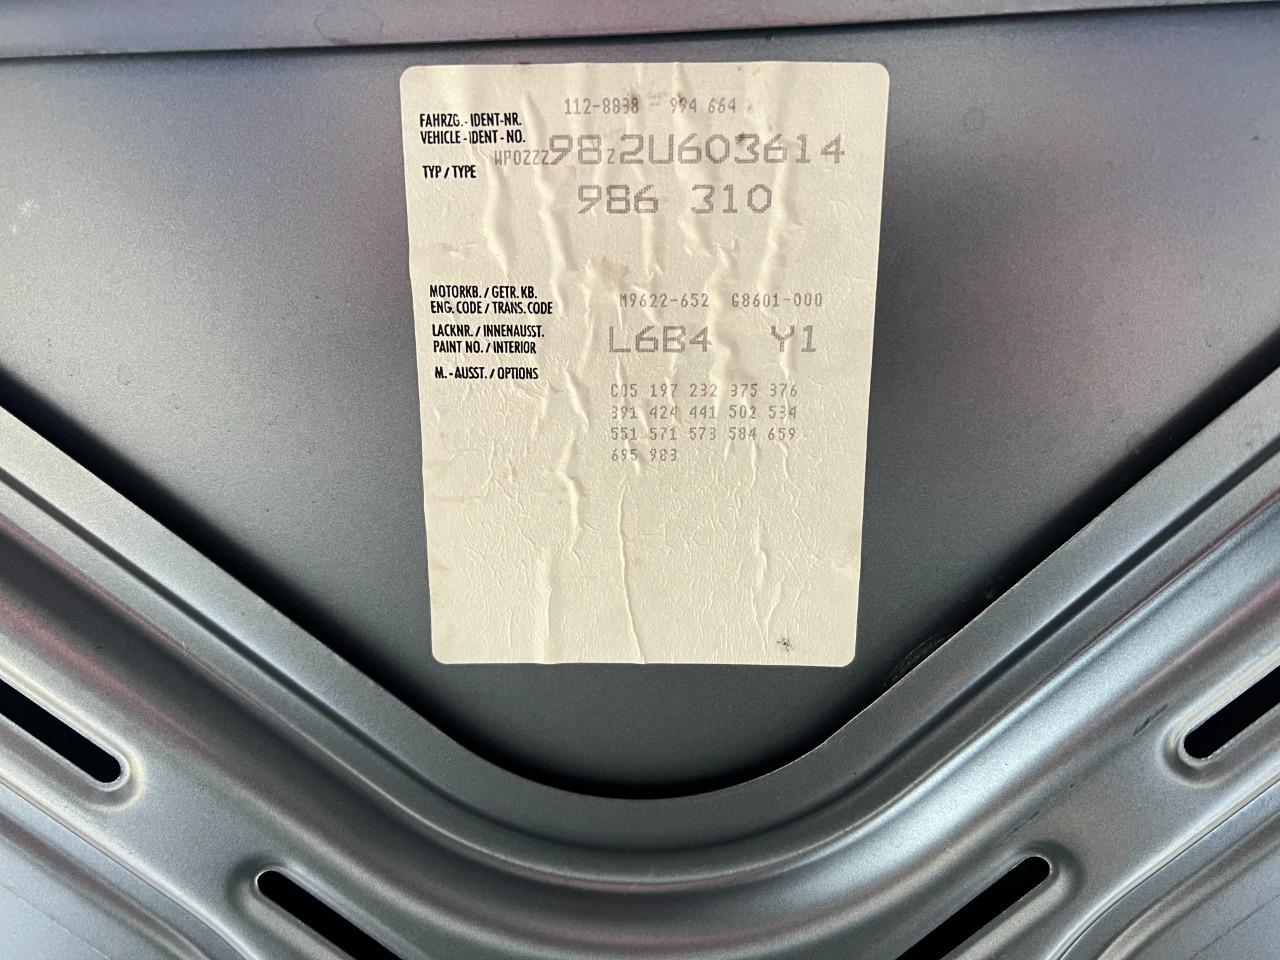 112-8838 - 994 664
FAHRZG.-IDENT-NR.
VEHICLE-IDENT-NO. WP0ZZZ98Z2U603614
TYP / TYPE 986 310
MOTORKB. / GETR. KB.
ENG. CODE / TRANS. CODE M9622-652 G8601-000
LACKNR. / INNENAUSST.
PAINT NO. / INTERIOR L6B4 Y1
M.-AUSST. / OPTIONS
C05 197 232 375 376
391 424 441 502 534
551 571 573 584 659
695 983